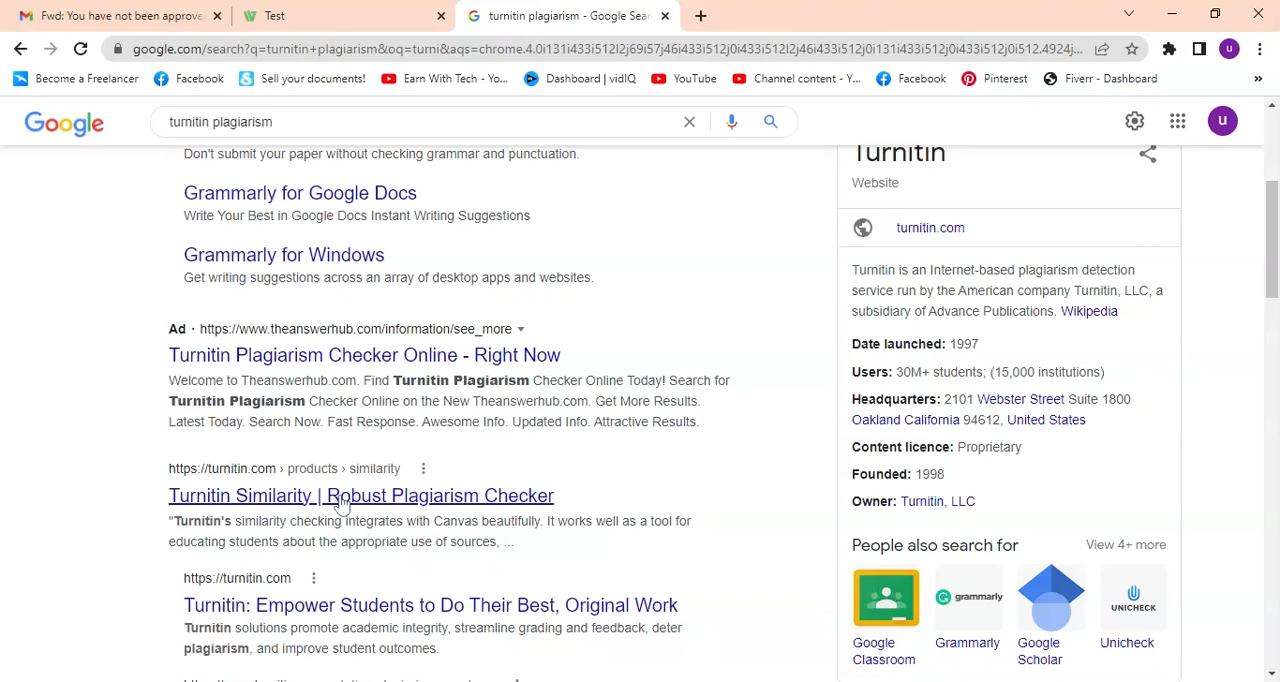 Fwd: You have not been approve
Test
turnitin plagiarism - Google Sear
google.com/search?q=turnitin+plagiarism&oq=turni&aqs=chrome.4.0i131i433i512l2j69i57j46i433i512j0i433i512l2j46i433i512j0i131i433i512j0i433i512j0i512.4924j...
u
Become a Freelancer
Facebook
Sell your documents!
Earn With Tech - Yo...
Dashboard | vidIQ
YouTube
Channel content - Y...
Facebook
Pinterest
Fiverr - Dashboard
»
Google
turnitin plagiarism
u
Don't submit your paper without checking grammar and punctuation.
Grammarly for Google Docs
Write Your Best in Google Docs Instant Writing Suggestions
Grammarly for Windows
Get writing suggestions across an array of desktop apps and websites.
Ad · https://www.theanswerhub.com/information/see_more
Turnitin Plagiarism Checker Online - Right Now
Welcome to Theanswerhub.com. Find Turnitin Plagiarism Checker Online Today! Search for
Turnitin Plagiarism Checker Online on the New Theanswerhub.com. Get More Results.
Latest Today. Search Now. Fast Response. Awesome Info. Updated Info. Attractive Results.
https://turnitin.com › products › similarity
Turnitin Similarity | Robust Plagiarism Checker
"Turnitin's similarity checking integrates with Canvas beautifully. It works well as a tool for
educating students about the appropriate use of sources, ...
https://turnitin.com
Turnitin: Empower Students to Do Their Best, Original Work
Turnitin solutions promote academic integrity, streamline grading and feedback, deter
plagiarism, and improve student outcomes.
Turnitin
Website
turnitin.com
Turnitin is an Internet-based plagiarism detection
service run by the American company Turnitin, LLC, a
subsidiary of Advance Publications. Wikipedia
Date launched: 1997
Users: 30M+ students; (15,000 institutions)
Headquarters: 2101 Webster Street Suite 1800
Oakland California 94612, United States
Content licence: Proprietary
Founded: 1998
Owner: Turnitin, LLC
People also search for
View 4+ more
grammarly
UNICHECK
Google
Classroom
Grammarly
Google
Scholar
Unicheck